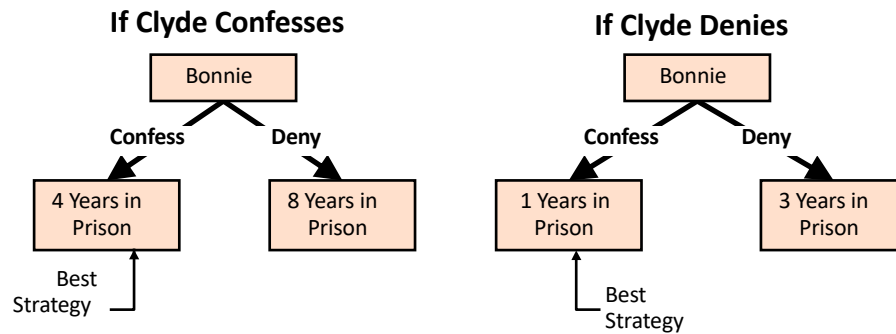 If Clyde Confesses
Bonnie
Confess
Deny
4 Years in
Prison
8 Years in
Prison
Best
Strategy
If Clyde Denies
Bonnie
Confess
Deny
1 Years in
Prison
3 Years in
Prison
Best
Strategy